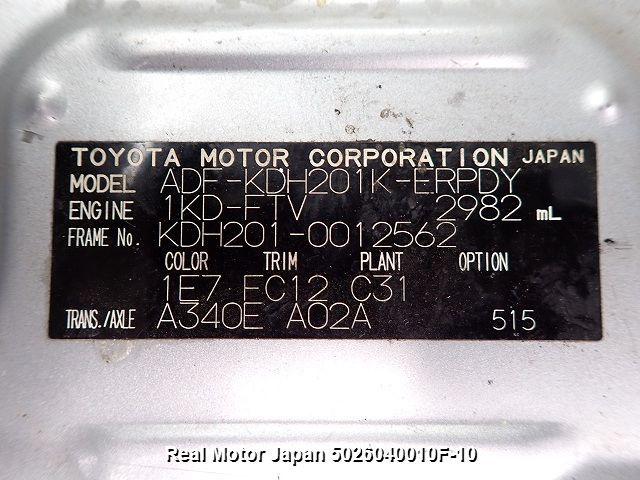 TOYOTA MOTOR CORPORATION JAPAN
MODEL ADF-KDH201K-ERPDY
ENGINE 1KD-FTV 2982 mL
FRAME No. KDH201-0012562
COLOR TRIM PLANT OPTION
1E7 FC12 C31
TRANS./AXLE A340E A02A 515
Real Motor Japan 5026040010F-10